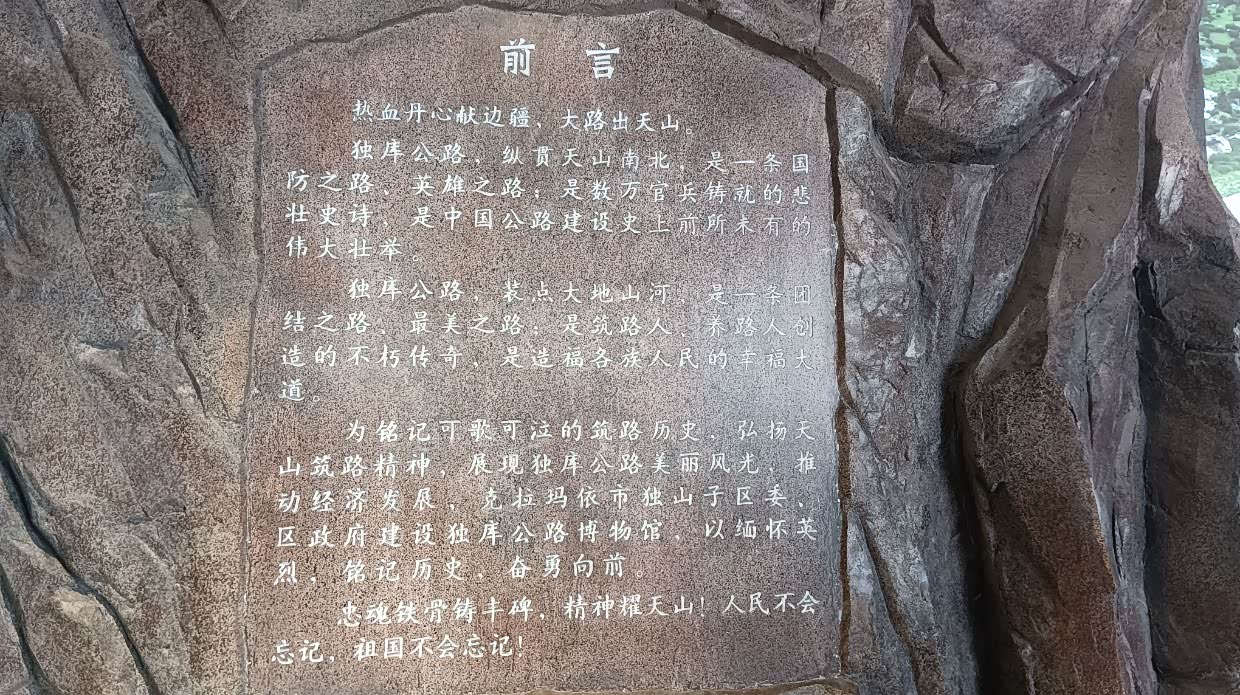 前言
热血丹心献边疆，大路出天山。
独库公路，纵贯天山南北，是一条国
防之路、英雄之路；是数万官兵铸就的悲
壮史诗，是中国公路建设史上前所未有的
伟大壮举。
独库公路，装点大地山河，是一条团
结之路、最美之路；是筑路人、养路人创
造的不朽传奇，是造福各族人民的幸福大
道。
为铭记可歌可泣的筑路历史，弘扬天
山筑路精神，展现独库公路美丽风光，推
动经济发展，克拉玛依市独山子区委、
区政府建设独库公路博物馆，以缅怀英
烈，铭记历史，奋勇向前。
忠魂铁骨铸丰碑，精神耀天山！人民不会
忘记，祖国不会忘记！